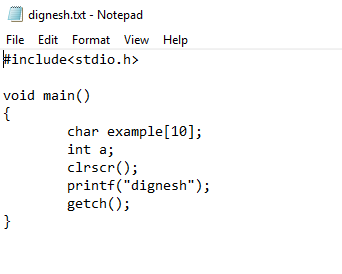 dignesh.txt - Notepad
File Edit Format View Help
#include<stdio.h>

void main()
{
        char example[10];
        int a;
        clrscr();
        printf("dignesh");
        getch();
}